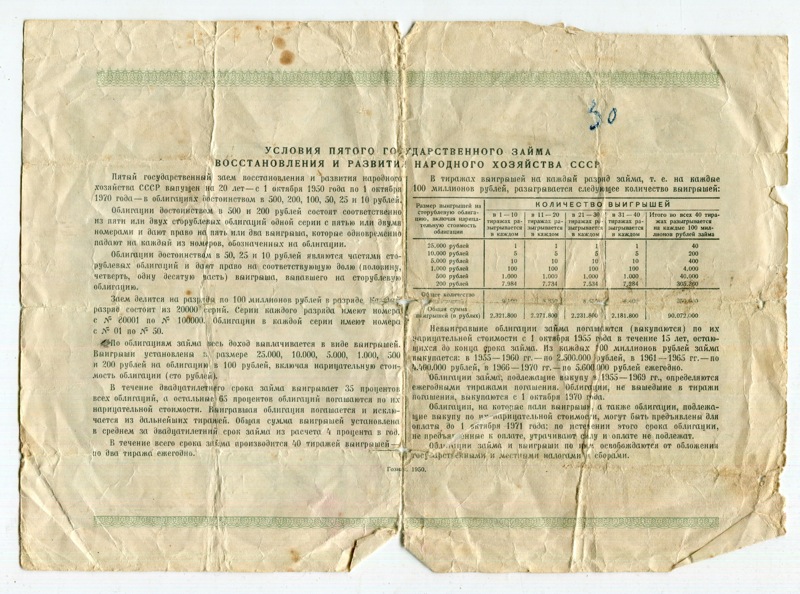 30
УСЛОВИЯ ПЯТОГО ГОСУДАРСТВЕННОГО ЗАЙМА
ВОССТАНОВЛЕНИЯ И РАЗВИТИЯ НАРОДНОГО ХОЗЯЙСТВА СССР
Пятый государственный заем восстановления и развития народного
хозяйства СССР выпущен на 20 лет — с 1 октября 1950 года по 1 октября
1970 года — в облигациях достоинством в 500, 200, 100, 50, 25 и 10 рублей.
Облигации достоинством в 500 и 200 рублей состоят соответственно
из пяти или двух сторублевых облигаций одной серии с пятью или двумя
номерами и дают право на пять или два выигрыша, которые одновременно
падают на каждый из номеров, обозначенных на облигации.
Облигации достоинством в 50, 25 и 10 рублей являются частями сто-
рублевых облигаций и дают право на соответствующую долю (половину,
четверть, одну десятую часть) выигрыша, выпавшего на сторублевую
облигацию.
Заем делится на разряды по 100 миллионов рублей в разряде. Каждый
разряд состоит из 20000 серий. Серии каждого разряда имеют номера
с № 80001 по № 100000. Облигации в каждой серии имеют номера
с № 01 по № 50.
По облигациям займа весь доход выплачивается в виде выигрышей.
Выигрыши установлены в размере 25.000, 10.000, 5.000, 1.000, 500
и 200 рублей на облигацию в 100 рублей, включая нарицательную стои-
мость облигации (сто рублей).
В течение двадцатилетнего срока займа выигрывает 35 процентов
всех облигаций, а остальные 65 процентов облигаций погашаются по их
нарицательной стоимости. Выигравшая облигация погашается и исклю-
чается из дальнейших тиражей. Общая сумма выигрышей установлена
в среднем за двадцатилетний срок займа из расчета 4 процента в год.
В течение всего срока займа производится 40 тиражей выигрышей —
по два тиража ежегодно.
В тиражах выигрышей на каждый разряд займа, т. е. на каждые
100 миллионов рублей, разыгрывается следующее количество выигрышей:
Размер выигрышей на сторублевую облигацию, включая нарицательную стоимость облигации
КОЛИЧЕСТВО ВЫИГРЫШЕЙ
в 1—10 тиражах разыгрывается в каждом
в 11—20 тиражах разыгрывается в каждом
в 21—30 тиражах разыгрывается в каждом
в 31—40 тиражах разыгрывается в каждом
Итого во всех 40 тиражах разыгрывается на каждые 100 миллионов рублей займа
25.000 рублей 1 1 1 1 40
10.000 рублей 5 5 5 5 200
5.000 рублей 10 10 10 10 400
1.000 рублей 100 100 100 100 4.000
500 рублей 1.000 1.000 1.000 1.000 40.000
200 рублей 7.984 7.734 7.534 7.284 305.360
Общее количество
Общая сумма
выигрышей (в рублях) 2.321.800 2.271.800 2.231.800 2.181.800 90.072.000
Невыигравшие облигации займа погашаются (выкупаются) по их
нарицательной стоимости с 1 октября 1955 года в течение 15 лет, остаю-
щихся до конца срока займа. Из каждых 100 миллионов рублей займа
выкупается: в 1955—1960 гг. — по 2.500.000 рублей, в 1961—1965 гг. — по
4.400.000 рублей, в 1966—1970 гг. — по 5.600.000 рублей ежегодно.
Облигации займа, подлежащие выкупу в 1955—1969 гг., определяются
ежегодными тиражами погашения. Облигации, не вышедшие в тиражи
погашения, выкупаются с 1 октября 1970 года.
Облигации, на которые пали выигрыши, а также облигации, подлежа-
щие выкупу по их нарицательной стоимости, могут быть предъявлены для
оплаты до 1 октября 1971 года; по истечении этого срока облигации,
не предъявленные к оплате, утрачивают силу и оплате не подлежат.
Облигации займа и выигрыши по ним освобождаются от обложения
государственными и местными налогами и сборами.
Гознак. 1950.